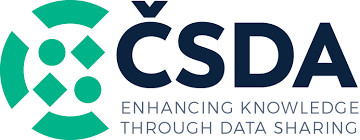 ČSDA
ENHANCING KNOWLEDGE
THROUGH DATA SHARING